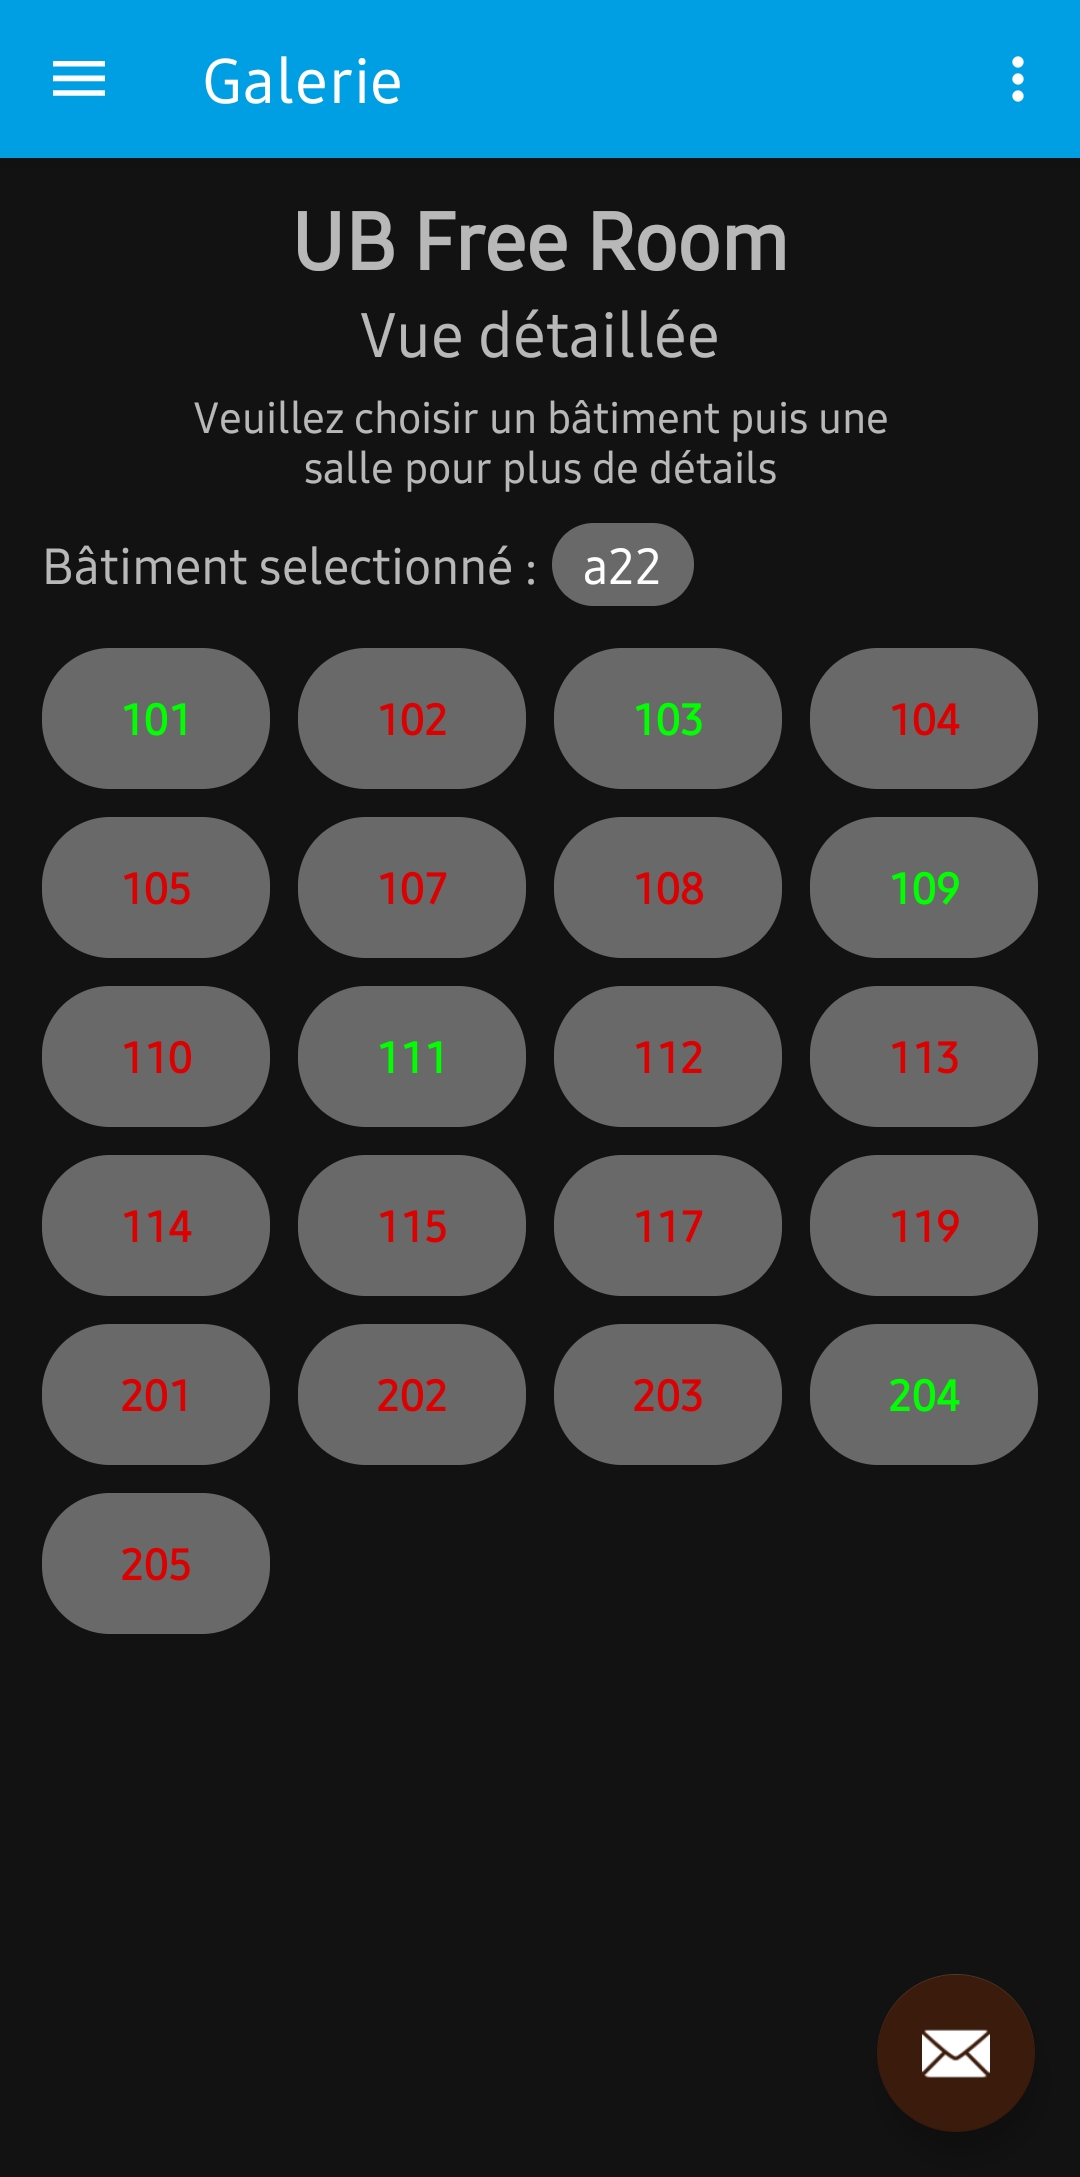 Galerie
UB Free Room
Vue détaillée
Veuillez choisir un bâtiment puis une
salle pour plus de détails
Bâtiment selectionné : a22
101 102 103 104
105 107 108 109
110 111 112 113
114 115 117 119
201 202 203 204
205